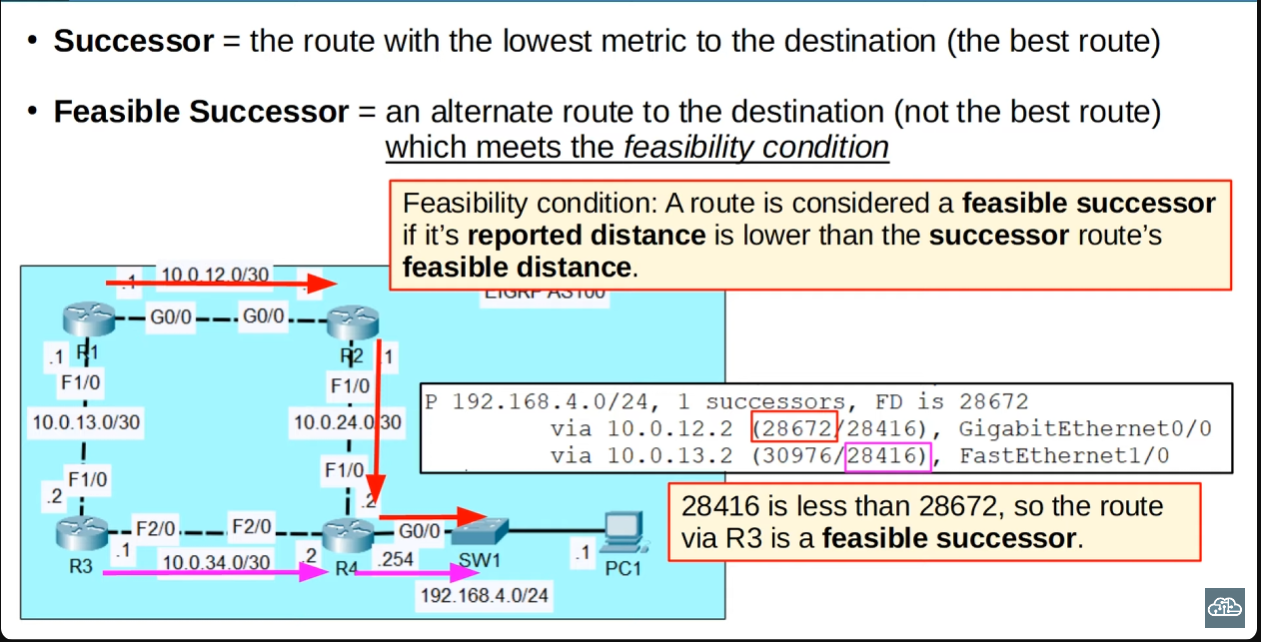 • Successor = the route with the lowest metric to the destination (the best route)
• Feasible Successor = an alternate route to the destination (not the best route)
which meets the feasibility condition
Feasibility condition: A route is considered a feasible successor
if it's reported distance is lower than the successor route's
feasible distance.
.1 10.0.12.0/30
EIGRP AS100
G0/0 G0/0
.1 R1 R2 .1
F1/0 F1/0
10.0.13.0/30 10.0.24.0/30
P 192.168.4.0/24, 1 successors, FD is 28672
via 10.0.12.2 (28672/28416), GigabitEthernet0/0
via 10.0.13.2 (30976/28416), FastEthernet1/0
F1/0 F1/0
.2 .2
28416 is less than 28672, so the route
via R3 is a feasible successor.
F2/0 F2/0 G0/0
R3 .1 10.0.34.0/30 .2 R4 .254 SW1 .1 PC1
192.168.4.0/24